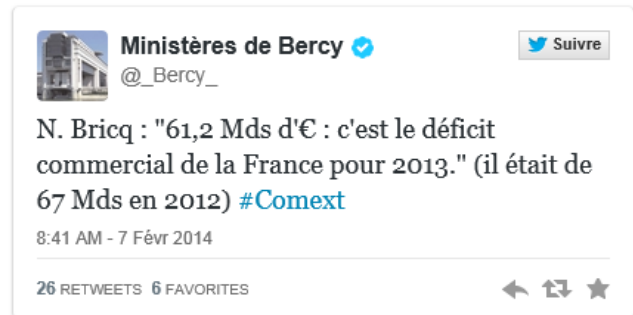 Ministères de Bercy
Suivre
@_Bercy_
N. Bricq : "61,2 Mds d'€ : c'est le déficit
commercial de la France pour 2013." (il était de
67 Mds en 2012) #Comext
8:41 AM - 7 Févr 2014
26 RETWEETS 6 FAVORITES